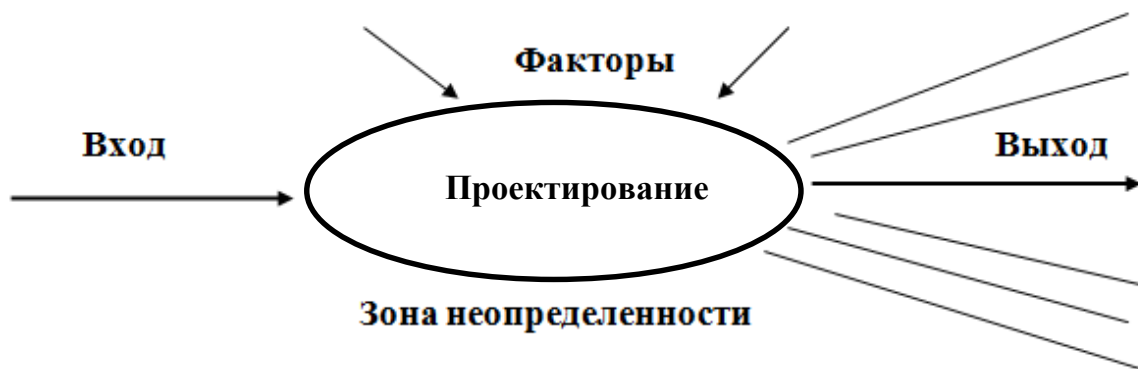 Факторы
Вход
Выход
Проектирование
Зона неопределенности